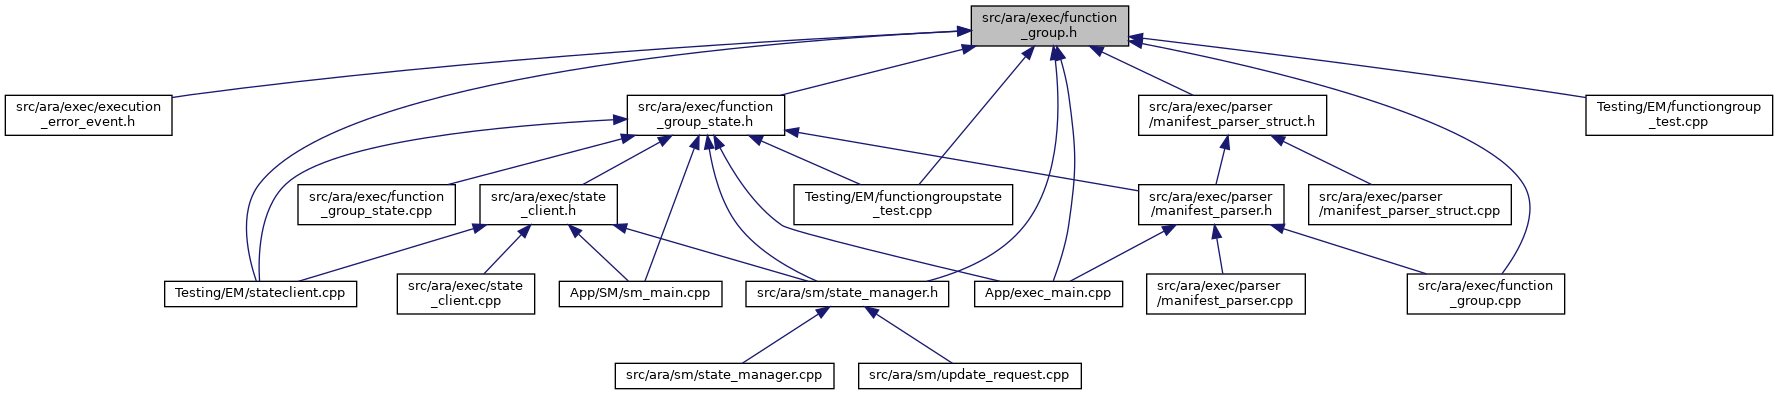 src/ara/exec/function
_group.h
src/ara/exec/execution
_error_event.h
src/ara/exec/function
_group_state.h
src/ara/exec/parser
/manifest_parser_struct.h
Testing/EM/functiongroup
_test.cpp
src/ara/exec/function
_group_state.cpp
src/ara/exec/state
_client.h
Testing/EM/functiongroupstate
_test.cpp
src/ara/exec/parser
/manifest_parser.h
src/ara/exec/parser
/manifest_parser_struct.cpp
Testing/EM/stateclient.cpp
src/ara/exec/state
_client.cpp
App/SM/sm_main.cpp
src/ara/sm/state_manager.h
App/exec_main.cpp
src/ara/exec/parser
/manifest_parser.cpp
src/ara/exec/function
_group.cpp
src/ara/sm/state_manager.cpp
src/ara/sm/update_request.cpp